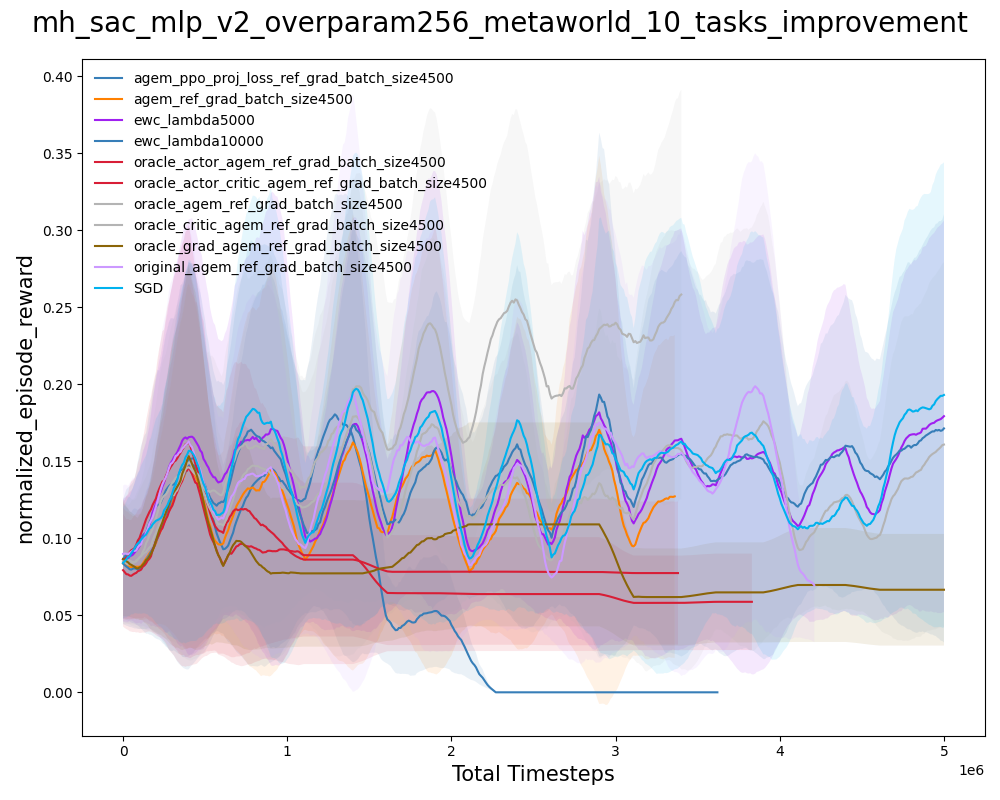 mh_sac_mlp_v2_overparam256_metaworld_10_tasks_improvement
normalized_episode_reward
0.40
0.35
0.30
0.25
0.20
0.15
0.10
0.05
0.00
agem_ppo_proj_loss_ref_grad_batch_size4500
agem_ref_grad_batch_size4500
ewc_lambda5000
ewc_lambda10000
oracle_actor_agem_ref_grad_batch_size4500
oracle_actor_critic_agem_ref_grad_batch_size4500
oracle_agem_ref_grad_batch_size4500
oracle_critic_agem_ref_grad_batch_size4500
oracle_grad_agem_ref_grad_batch_size4500
original_agem_ref_grad_batch_size4500
SGD
0 1 2 3 4 5
1e6
Total Timesteps